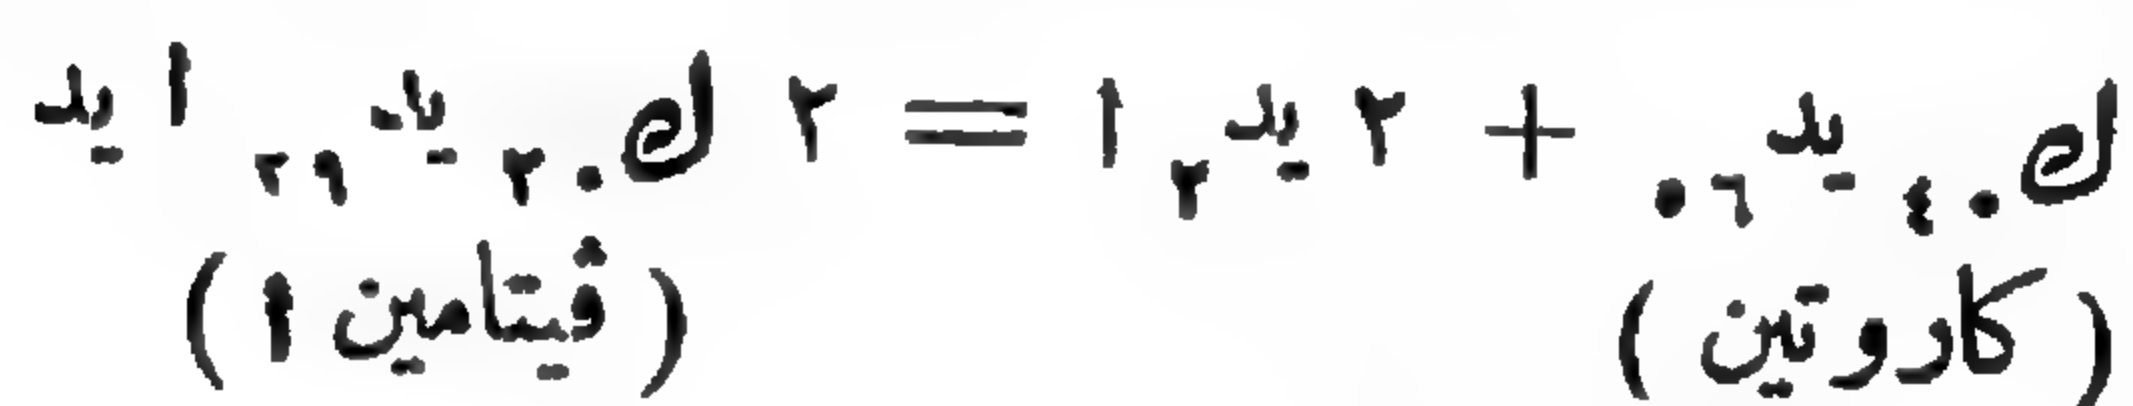 ك٤٠ يد٥٦ + ٢ يد٢ ا = ٢ ك٢٠ يد٢٩ ا يد
(كاروتين) (ڤيتامين ا)